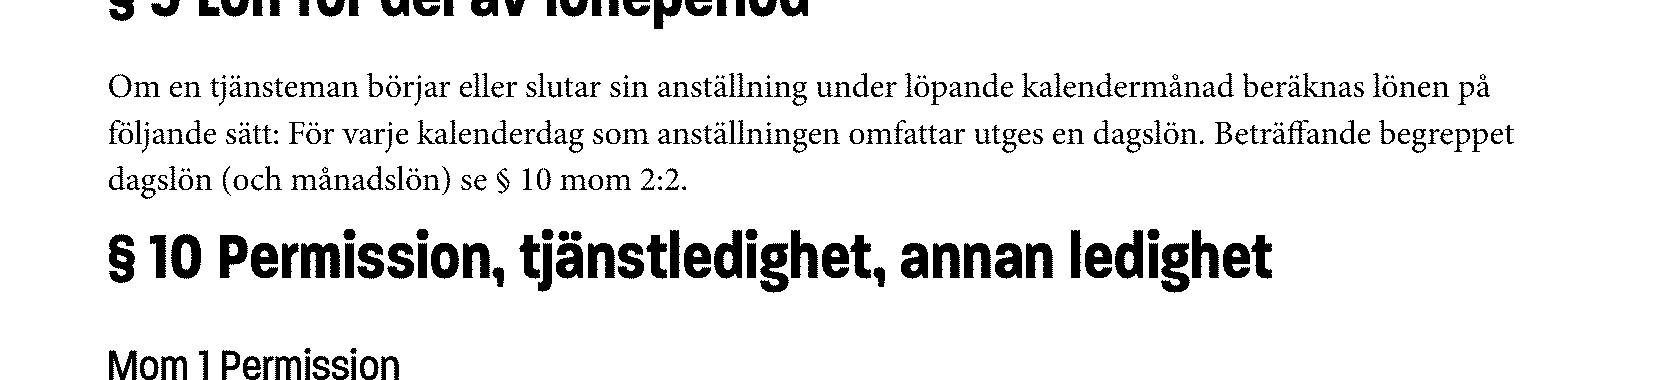 Lön för del av löneperiod
Om en tjänsteman börjar eller slutar sin anställning under löpande kalendermånad beräknas lönen på
följande sätt: För varje kalenderdag som anställningen omfattar utges en dagslön. Beträffande begreppet
dagslön (och månadslön) se § 10 mom 2:2.
§ 10 Permission, tjänstledighet, annan ledighet
Mom 1 Permission